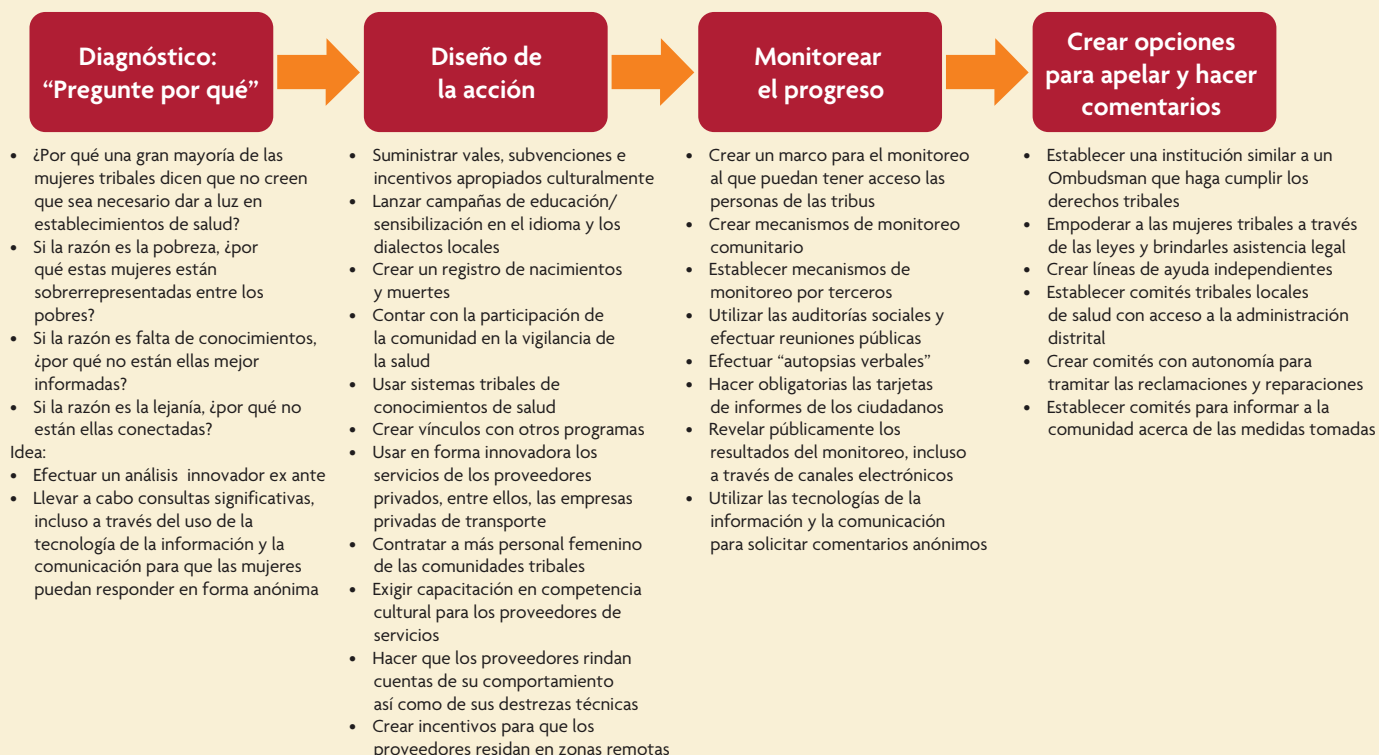 Diagnóstico:
“Pregunte por qué”
• ¿Por qué una gran mayoría de las
mujeres tribales dicen que no creen
que sea necesario dar a luz en
establecimientos de salud?
• Si la razón es la pobreza, ¿por
qué estas mujeres están
sobrerrepresentadas entre los
pobres?
• Si la razón es falta de conocimientos,
¿por qué no están ellas mejor
informadas?
• Si la razón es la lejanía, ¿por qué no
están ellas conectadas?
Idea:
• Efectuar un análisis innovador ex ante
• Llevar a cabo consultas significativas,
incluso a través del uso de la
tecnología de la información y la
comunicación para que las mujeres
puedan responder en forma anónima
Diseño de
la acción
• Suministrar vales, subvenciones e
incentivos apropiados culturalmente
• Lanzar campañas de educación/
sensibilización en el idioma y los
dialectos locales
• Crear un registro de nacimientos
y muertes
• Contar con la participación de
la comunidad en la vigilancia de
la salud
• Usar sistemas tribales de
conocimientos de salud
• Crear vínculos con otros programas
• Usar en forma innovadora los
servicios de los proveedores
privados, entre ellos, las empresas
privadas de transporte
• Contratar a más personal femenino
de las comunidades tribales
• Exigir capacitación en competencia
cultural para los proveedores de
servicios
• Hacer que los proveedores rindan
cuentas de su comportamiento
así como de sus destrezas técnicas
• Crear incentivos para que los
proveedores residan en zonas remotas
Monitorear
el progreso
• Crear un marco para el monitoreo
al que puedan tener acceso las
personas de las tribus
• Crear mecanismos de monitoreo
comunitario
• Establecer mecanismos de
monitoreo por terceros
• Utilizar las auditorías sociales y
efectuar reuniones públicas
• Efectuar “autopsias verbales”
• Hacer obligatorias las tarjetas
de informes de los ciudadanos
• Revelar públicamente los
resultados del monitoreo, incluso
a través de canales electrónicos
• Utilizar las tecnologías de la
información y la comunicación
para solicitar comentarios anónimos
Crear opciones
para apelar y hacer
comentarios
• Establecer una institución similar a un
Ombudsman que haga cumplir los
derechos tribales
• Empoderar a las mujeres tribales a través
de las leyes y brindarles asistencia legal
• Crear líneas de ayuda independientes
• Establecer comités tribales locales
de salud con acceso a la administración
distrital
• Crear comités con autonomía para
tramitar las reclamaciones y reparaciones
• Establecer comités para informar a la
comunidad acerca de las medidas tomadas